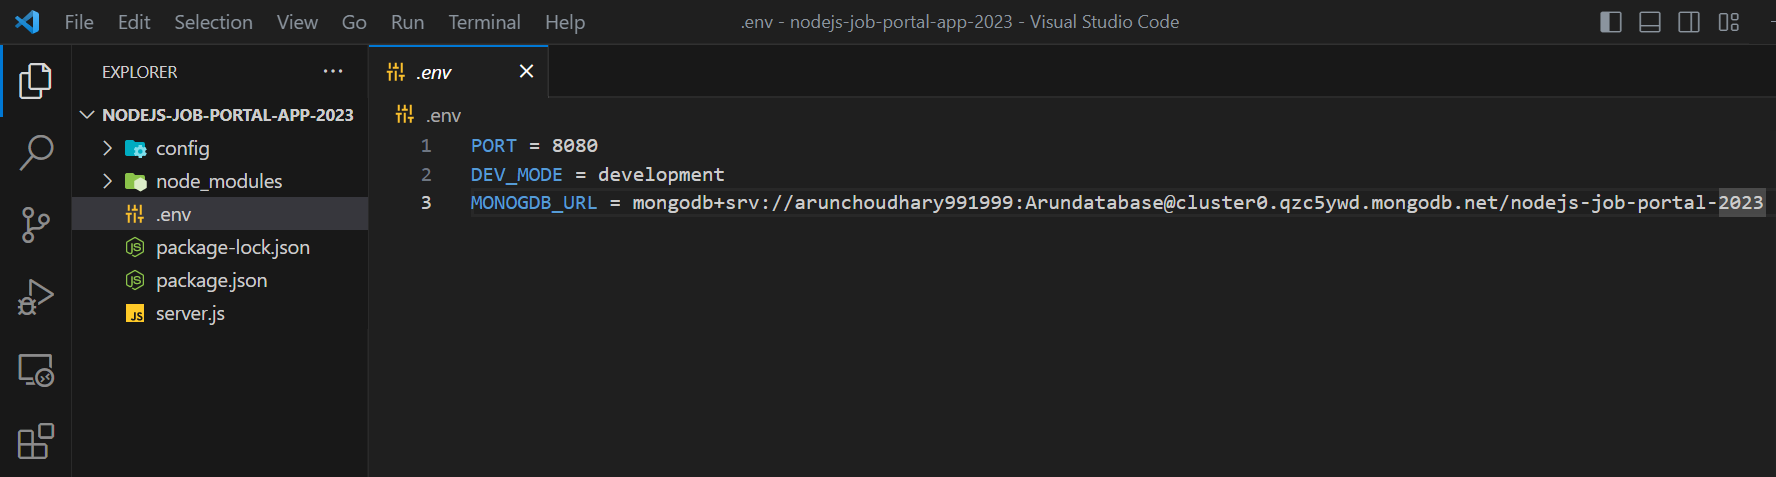 File Edit Selection View Go Run Terminal Help .env - nodejs-job-portal-app-2023 - Visual Studio Code
EXPLORER
NODEJS-JOB-PORTAL-APP-2023
config
node_modules
.env
package-lock.json
package.json
JS server.js
.env
.env
1 PORT = 8080
2 DEV_MODE = development
3 MONOGDB_URL = mongodb+srv://arunchoudhary991999:Arundatabase@cluster0.qzc5ywd.mongodb.net/nodejs-job-portal-2023